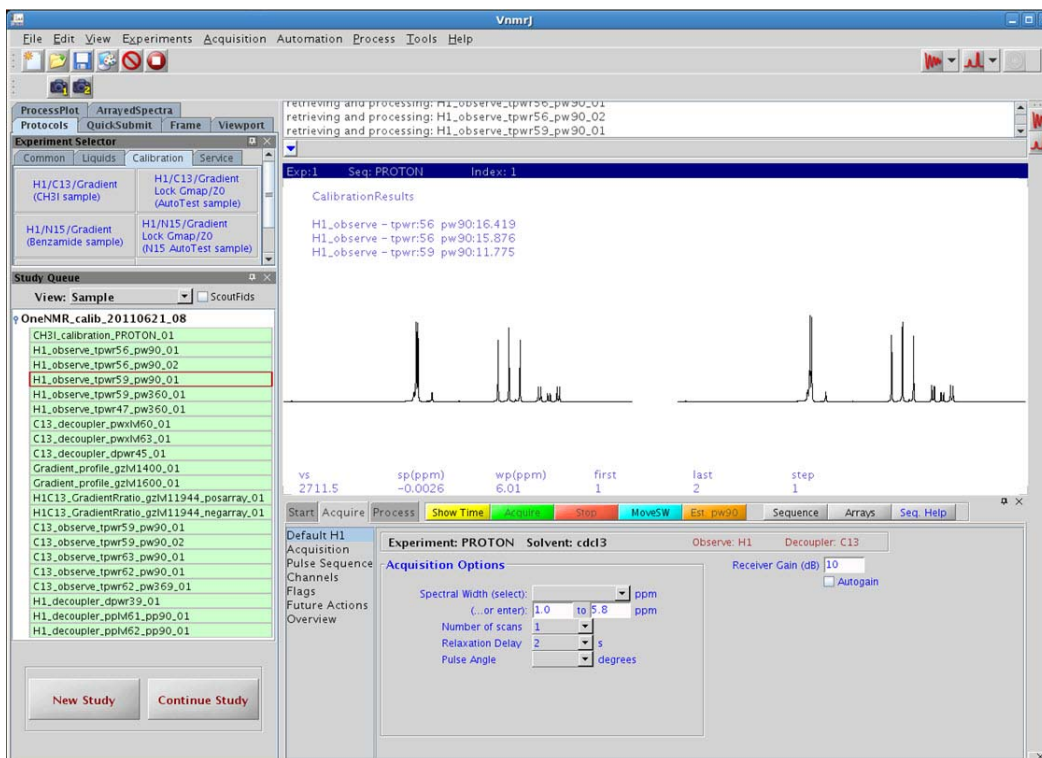 VnmrJ
File Edit View Experiments Acquisition Automation Process Tools Help
1 2
ProcessPlot ArrayedSpectra
Protocols QuickSubmit Frame Viewport
Experiment Selector
Common Liquids Calibration Service
H1/C13/Gradient
(CH3I sample)
H1/C13/Gradient
Lock Gmap/Z0
(AutoTest sample)
H1/N15/Gradient
(Benzamide sample)
H1/N15/Gradient
Lock Gmap/Z0
(N15 AutoTest sample)
Study Queue
View: Sample ScoutFids
OneNMR_calib_20110621_08
CH3I_calibration_PROTON_01
H1_observe_tpwr56_pw90_01
H1_observe_tpwr56_pw90_02
H1_observe_tpwr59_pw90_01
H1_observe_tpwr59_pw360_01
H1_observe_tpwr47_pw360_01
C13_decoupler_pwxlvl60_01
C13_decoupler_pwxlvl63_01
C13_decoupler_dpwr45_01
Gradient_profile_gzlvl1400_01
Gradient_profile_gzlvl1600_01
H1C13_GradientRratio_gzlvl11944_posarray_01
H1C13_GradientRratio_gzlvl11944_negarray_01
C13_observe_tpwr59_pw90_01
C13_observe_tpwr59_pw90_02
C13_observe_tpwr63_pw90_01
C13_observe_tpwr62_pw90_01
C13_observe_tpwr62_pw369_01
H1_decoupler_dpwr39_01
H1_decoupler_pplvl61_pp90_01
H1_decoupler_pplvl62_pp90_01
New Study Continue Study
retrieving and processing: H1_observe_tpwr56_pw90_01
retrieving and processing: H1_observe_tpwr56_pw90_02
retrieving and processing: H1_observe_tpwr59_pw90_01
Exp:1 Seq: PROTON Index: 1
CalibrationResults
H1_observe - tpwr:56 pw90:16.419
H1_observe - tpwr:56 pw90:15.876
H1_observe - tpwr:59 pw90:11.775
vs sp(ppm) wp(ppm) first last step
2711.5 -0.0026 6.01 1 2 1
Start Acquire Process Show Time Acquire Stop MoveSW Est. pw90 Sequence Arrays Seq. Help
Default H1
Acquisition
Pulse Sequence
Channels
Flags
Future Actions
Overview
Experiment: PROTON Solvent: cdcl3 Observe: H1 Decoupler: C13
Acquisition Options
Spectral Width (select): ppm
(...or enter): 1.0 to 5.8 ppm
Number of scans 1
Relaxation Delay 2 s
Pulse Angle degrees
Receiver Gain (dB) 10
Autogain